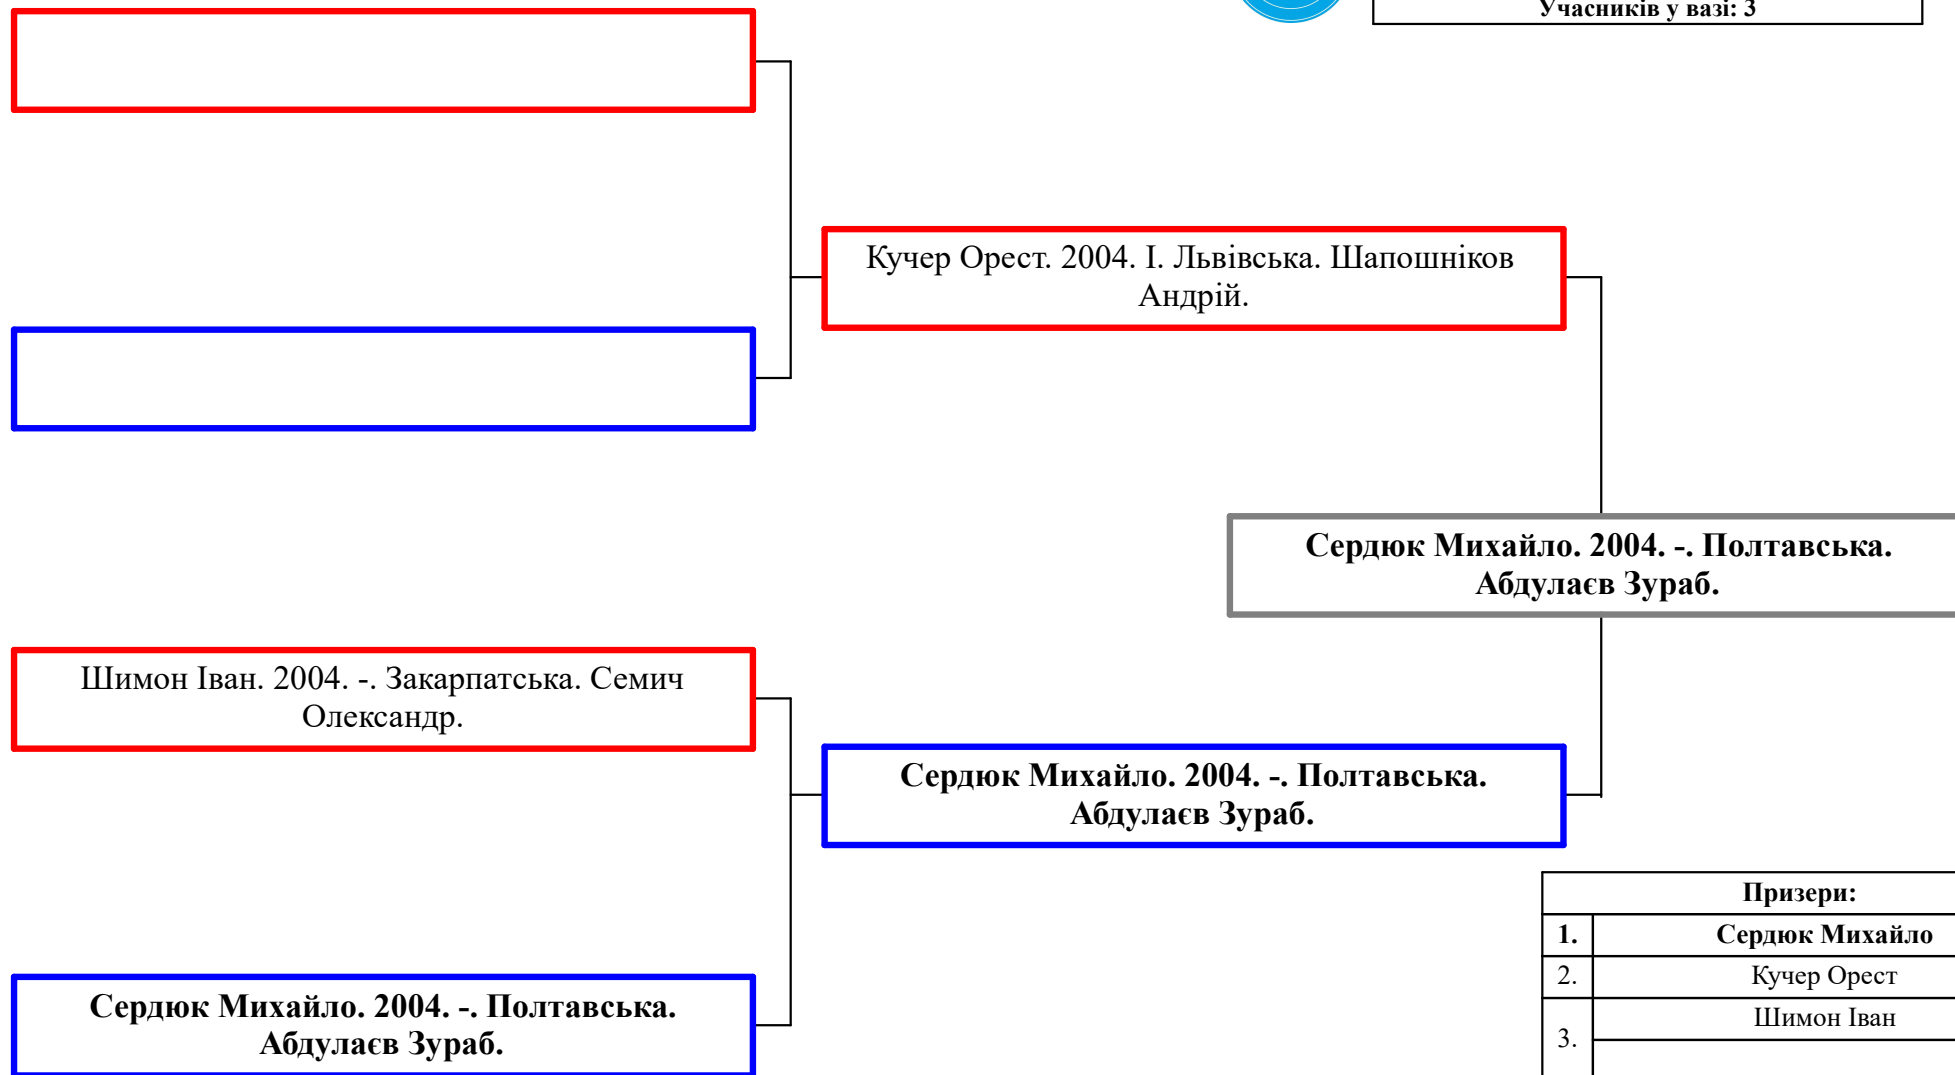 Учасників у вазі: 3
Кучер Орест. 2004. І. Львівська. Шапошніков
Андрій.
Сердюк Михайло. 2004. -. Полтавська.
Абдулаєв Зураб.
Шимон Іван. 2004. -. Закарпатська. Семич
Олександр.
Сердюк Михайло. 2004. -. Полтавська.
Абдулаєв Зураб.
Сердюк Михайло. 2004. -. Полтавська.
Абдулаєв Зураб.
Призери:
1. Сердюк Михайло
2. Кучер Орест
3. Шимон Іван